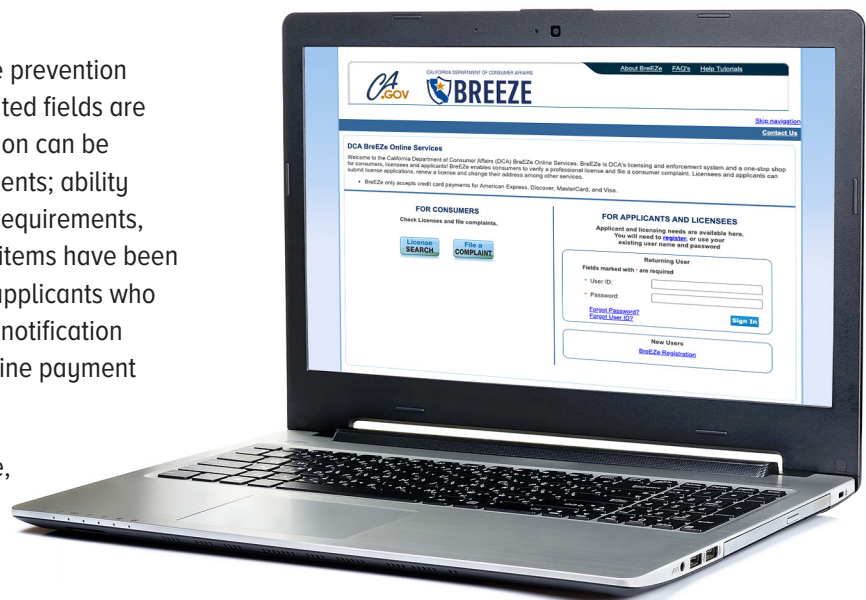 e prevention
ted fields are
on can be
ents; ability
equirements,
items have been
applicants who
notification
ine payment
e,
About BreEZe FAQ's Help Tutorials
CA.GOV
CALIFORNIA DEPARTMENT OF CONSUMER AFFAIRS
BREEZE
Skip navigation
Contact Us
DCA BreEZe Online Services
Welcome to the California Department of Consumer Affairs (DCA) BreEZe Online Services. BreEZe is DCA's licensing and enforcement system and a one-stop shop
for consumers, licensees and applicants! BreEZe enables consumers to verify a professional license and file a consumer complaint. Licensees and applicants can
submit license applications, renew a license and change their address among other services.
• BreEZe only accepts credit card payments for American Express, Discover, MasterCard, and Visa.
FOR CONSUMERS
Check Licenses and file complaints.
License
SEARCH
File a
COMPLAINT
FOR APPLICANTS AND LICENSEES
Applicant and licensing needs are available here.
You will need to register, or use your
existing user name and password
Returning User
Fields marked with * are required
* User ID:
* Password:
Forgot Password?
Forgot User ID?
Sign In
New Users
BreEZe Registration